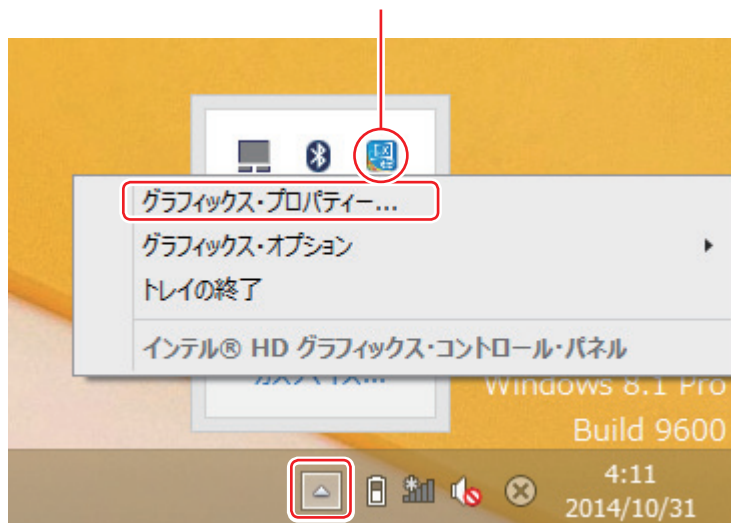 グラフィックス・プロパティー...
グラフィックス・オプション
トレイの終了
インテル® HD グラフィックス・コントロール・パネル
Windows 8.1 Pro
Build 9600
4:11
2014/10/31